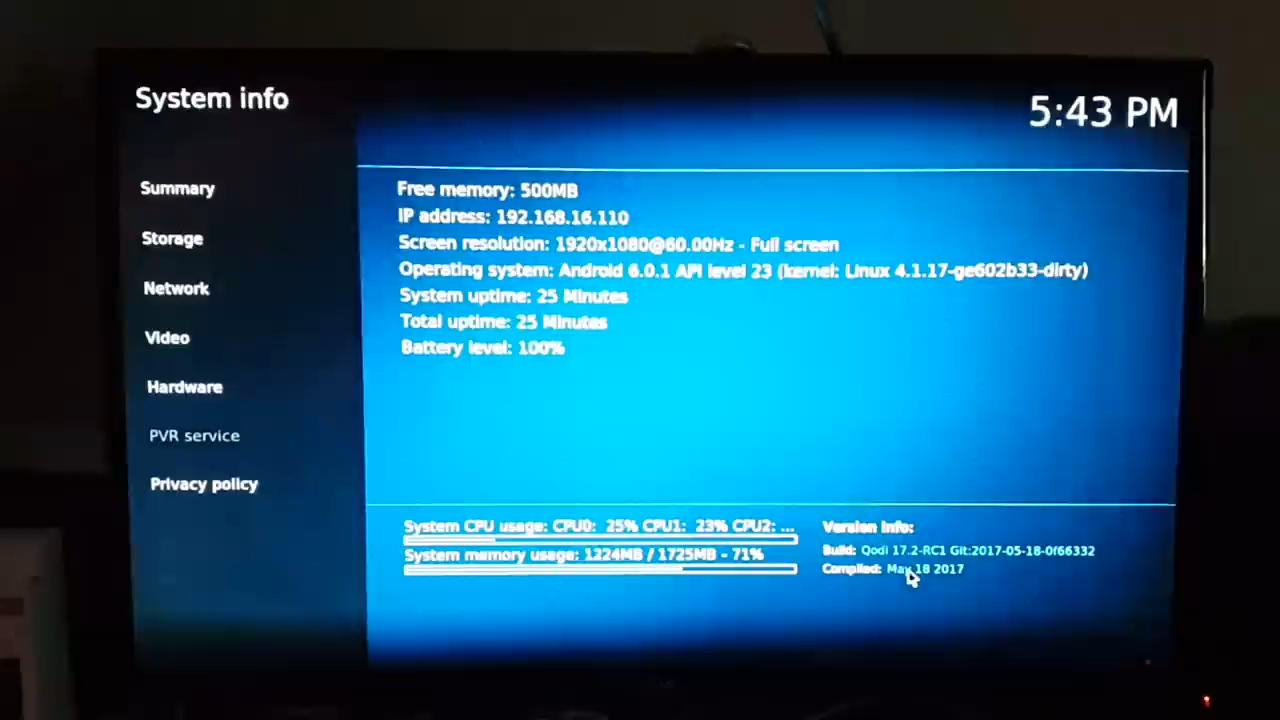 System info
5:43 PM
Summary
Storage
Network
Video
Hardware
PVR service
Privacy policy
Free memory: 500MB
IP address: 192.168.16.110
Screen resolution: 1920x1080@60.00Hz - Full screen
Operating system: Android 6.0.1 API level 23 (kernel: Linux 4.1.17-ge602b33-dirty)
System uptime: 25 Minutes
Total uptime: 25 Minutes
Battery level: 100%
System CPU usage: CPU0: 25% CPU1: 23% CPU2: ...
System memory usage: 1224MB / 1725MB - 71%
Version info:
Build: Qodi 17.2-RC1 Git:2017-05-18-0f66332
Compiled: May 18 2017